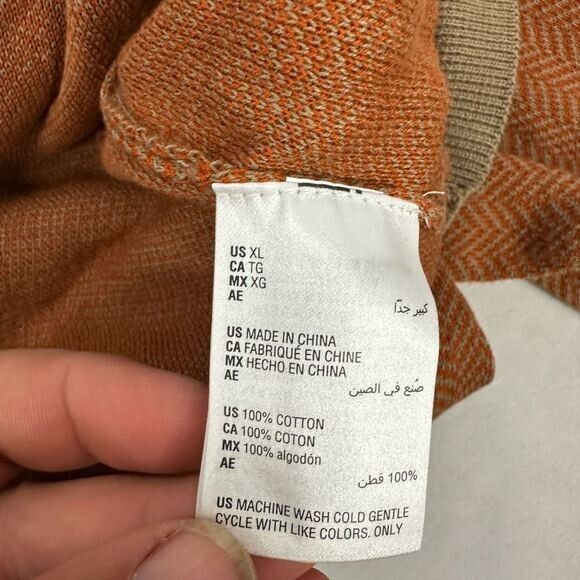 US XL
CA TG
MX XG
AE
كبير جدًا
US MADE IN CHINA
CA FABRIQUÉ EN CHINE
MX HECHO EN CHINA
AE
صُنع في الصين
US 100% COTTON
CA 100% COTON
MX 100% algodón
AE
100% قطن
US MACHINE WASH COLD GENTLE
CYCLE WITH LIKE COLORS. ONLY